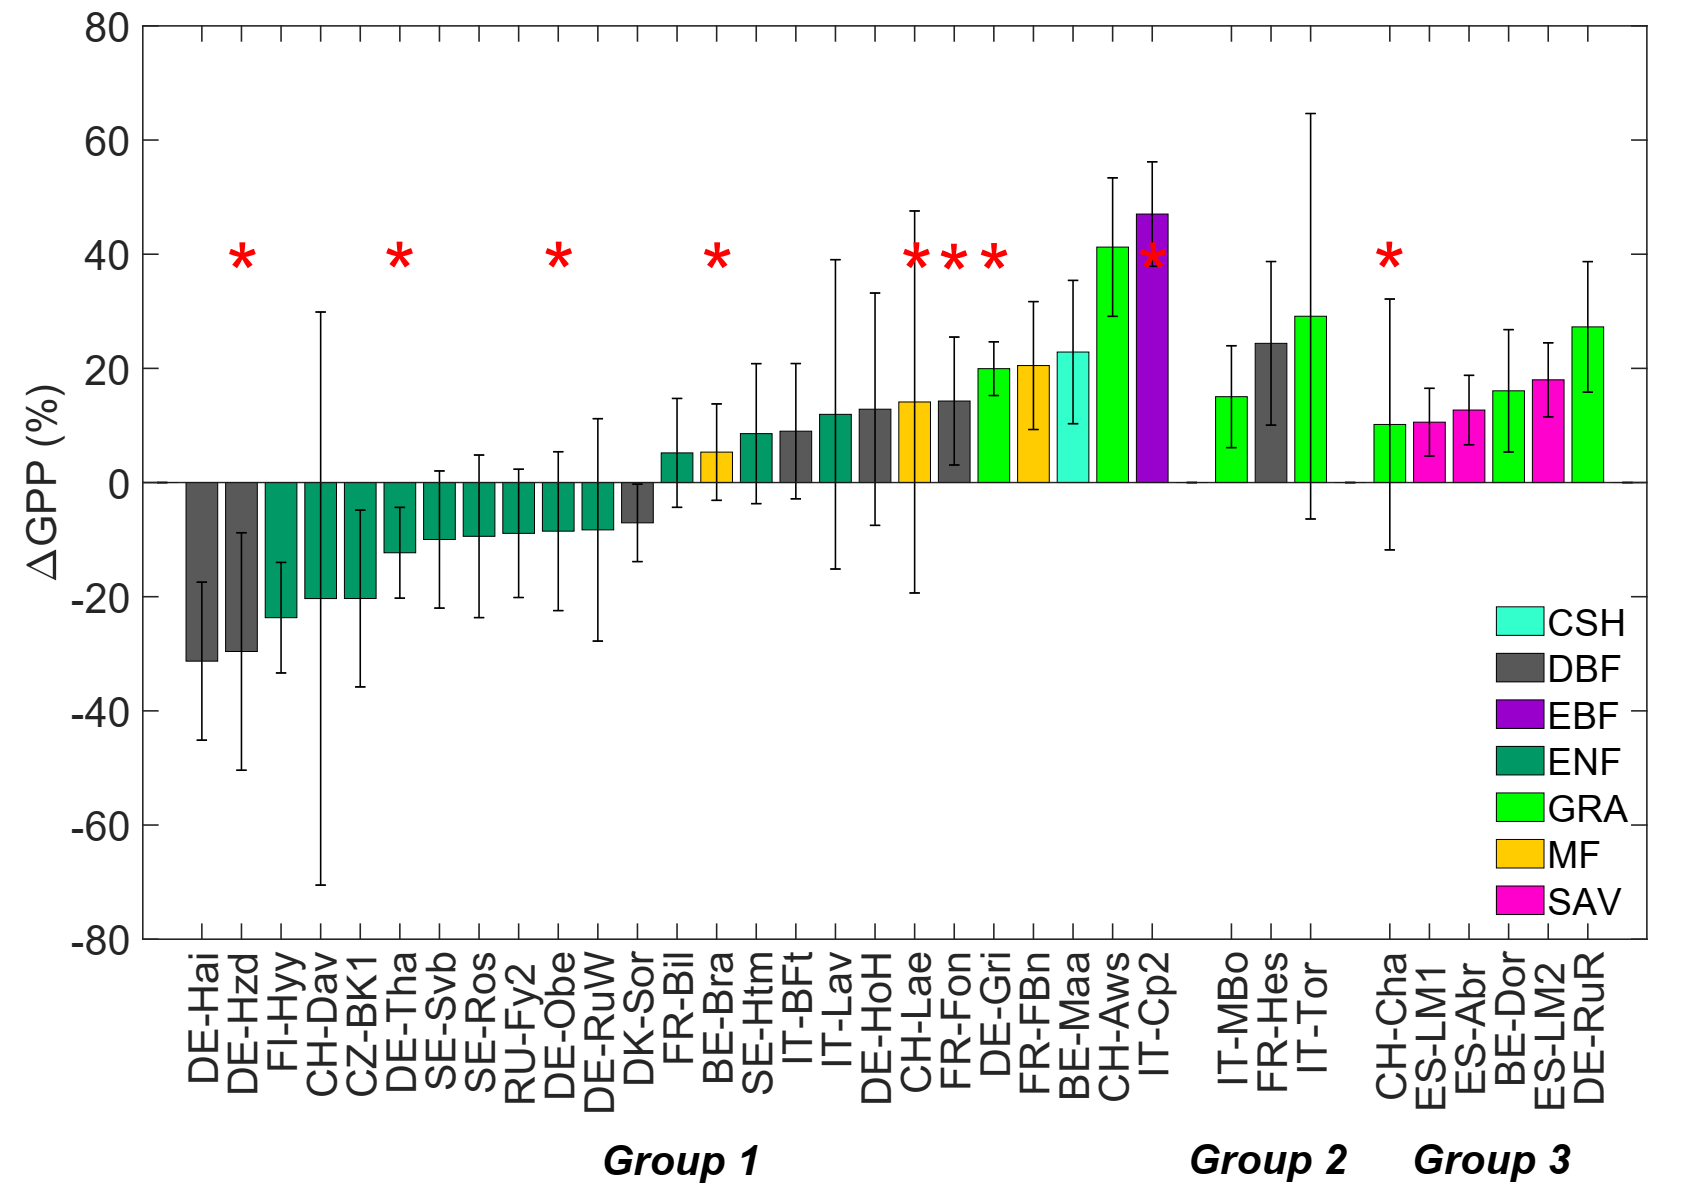 80
60
40
20
0
-20
-40
-60
-80
ΔGPP (%)
* * * * * * * * *
CSH
DBF
EBF
ENF
GRA
MF
SAV
DE-Hai
DE-Hzd
FI-Hyy
CH-Dav
CZ-BK1
DE-Tha
SE-Svb
SE-Ros
RU-Fy2
DE-Obe
DE-RuW
DK-Sor
FR-Bil
BE-Bra
SE-Htm
IT-BFt
IT-Lav
DE-HoH
CH-Lae
FR-Fon
DE-Gri
FR-FBn
BE-Maa
CH-Aws
IT-Cp2
IT-MBo
FR-Hes
IT-Tor
CH-Cha
ES-LM1
ES-Abr
BE-Dor
ES-LM2
DE-RuR
Group 1
Group 2
Group 3